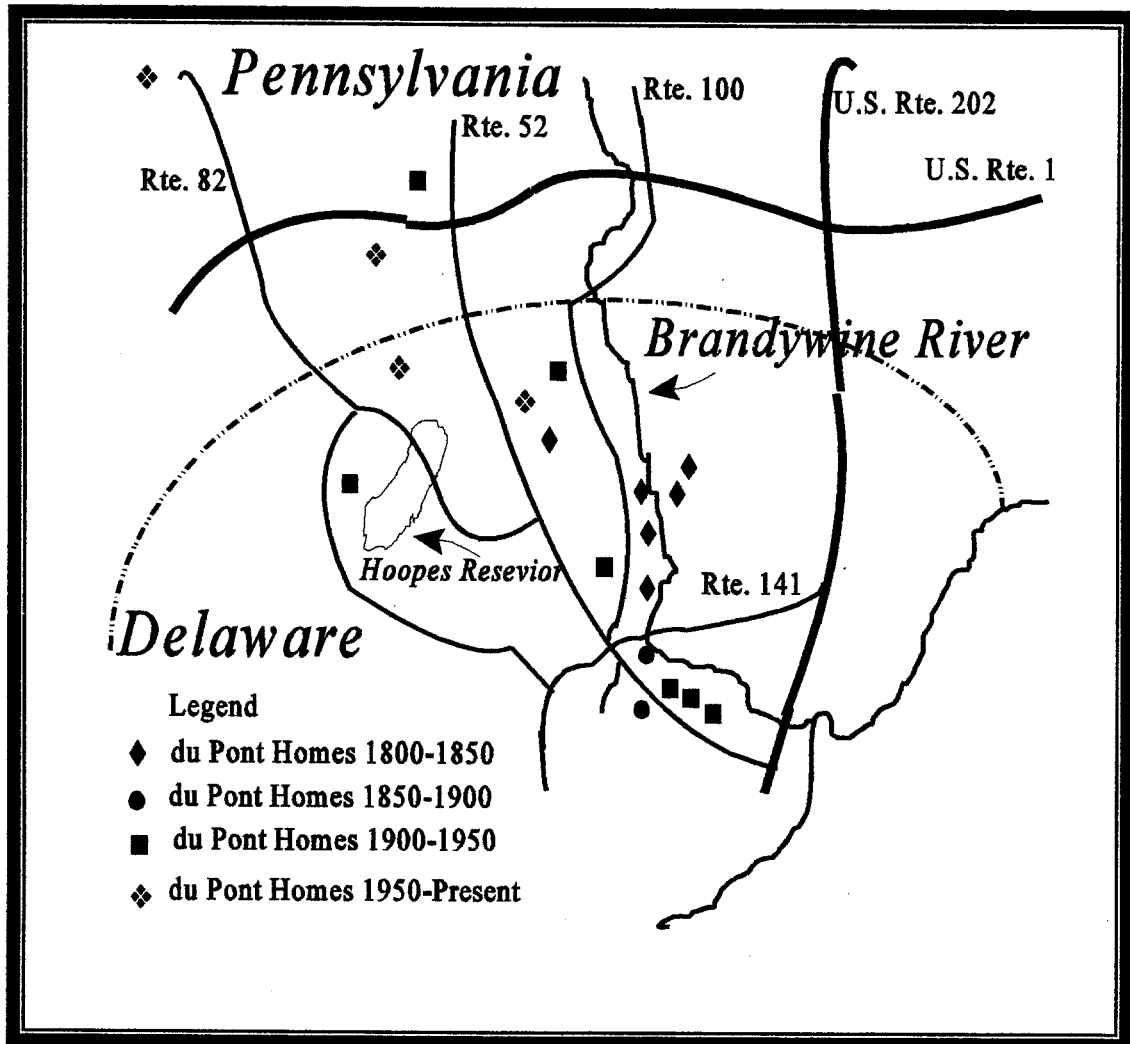 Pennsylvania
Rte. 100
U.S. Rte. 202
Rte. 52
U.S. Rte. 1
Rte. 82
Brandywine River
Hoopes Resevior
Rte. 141
Delaware
Legend
du Pont Homes 1800-1850
du Pont Homes 1850-1900
du Pont Homes 1900-1950
du Pont Homes 1950-Present